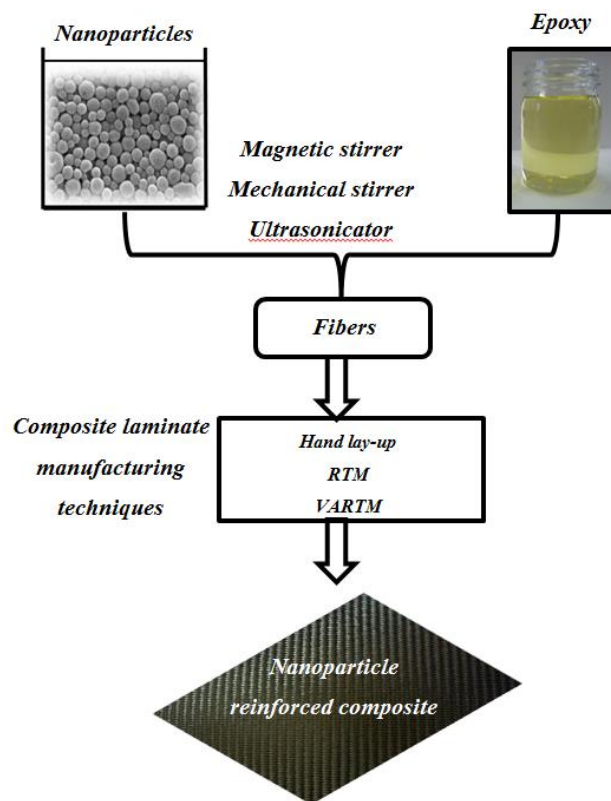 Nanoparticles
Epoxy
Magnetic stirrer
Mechanical stirrer
Ultrasonicator
Fibers
Composite laminate
manufacturing
techniques
Hand lay-up
RTM
VARTM
Nanoparticle
reinforced composite